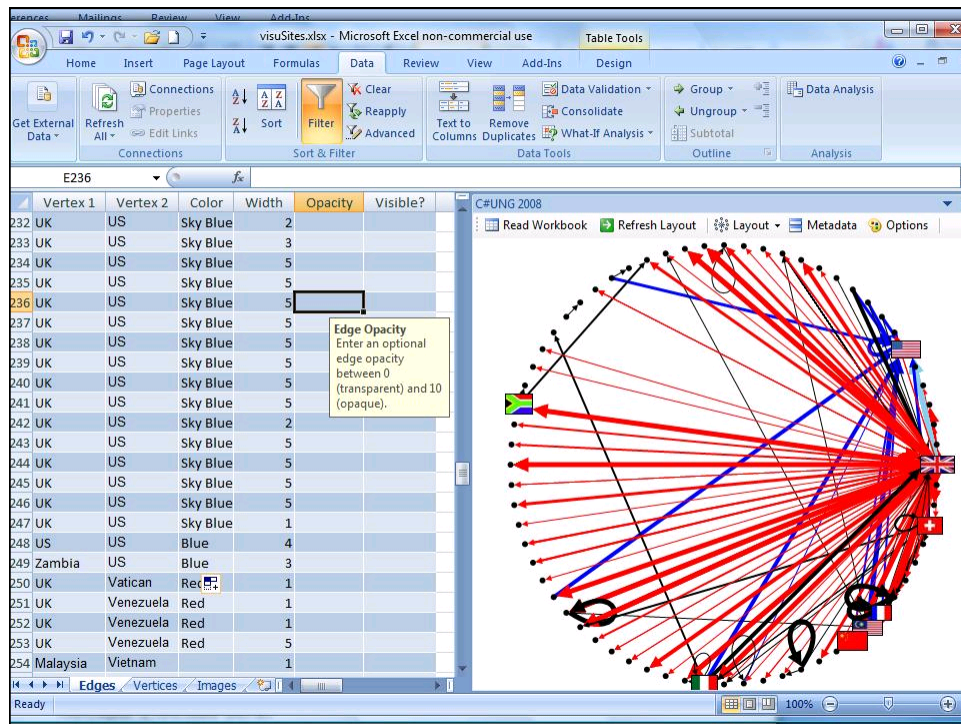 erences Mailings Review View Add-Ins
visuSites.xlsx - Microsoft Excel non-commercial use Table Tools
Home Insert Page Layout Formulas Data Review View Add-Ins Design
Get External Data
Refresh All
Connections
Properties
Edit Links
Connections
Sort
Filter
Clear
Reapply
Advanced
Sort & Filter
Text to Columns
Remove Duplicates
Data Validation
Consolidate
What-If Analysis
Data Tools
Group
Ungroup
Subtotal
Outline
Data Analysis
Analysis
E236 fx
Vertex 1 Vertex 2 Color Width Opacity Visible?
232 UK US Sky Blue 2
233 UK US Sky Blue 3
234 UK US Sky Blue 5
235 UK US Sky Blue 5
236 UK US Sky Blue 5
237 UK US Sky Blue 5
238 UK US Sky Blue 5
239 UK US Sky Blue 5
240 UK US Sky Blue 5
241 UK US Sky Blue 5
242 UK US Sky Blue 2
243 UK US Sky Blue 5
244 UK US Sky Blue 5
245 UK US Sky Blue 5
246 UK US Sky Blue 5
247 UK US Sky Blue 1
248 US US Blue 4
249 Zambia US Blue 3
250 UK Vatican Red 1
251 UK Venezuela Red 1
252 UK Venezuela Red 1
253 UK Venezuela Red 5
254 Malaysia Vietnam 1
Edge Opacity
Enter an optional
edge opacity
between 0
(transparent) and 10
(opaque).
C#UNG 2008
Read Workbook Refresh Layout Layout Metadata Options
Edges Vertices Images
Ready 100%